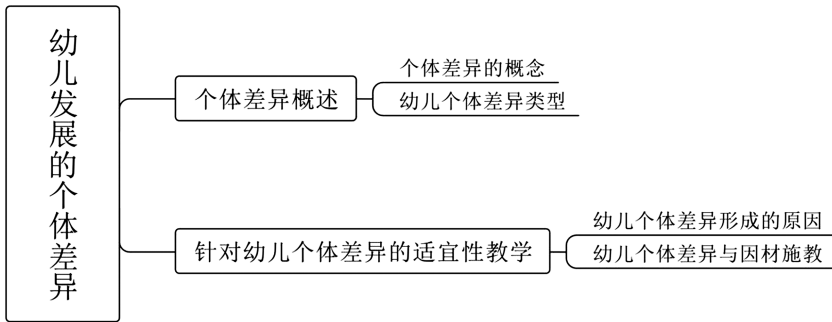 幼儿发展的个体差异
个体差异概述
个体差异的概念
幼儿个体差异类型
针对幼儿个体差异的适宜性教学
幼儿个体差异形成的原因
幼儿个体差异与因材施教